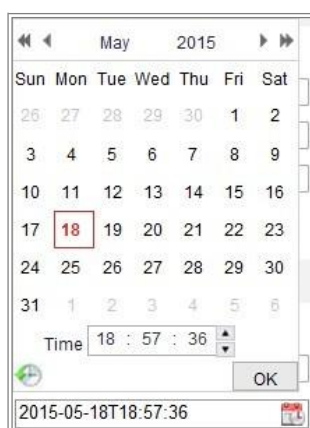 May 2015
Sun Mon Tue Wed Thu Fri Sat
26 27 28 29 30 1 2
3 4 5 6 7 8 9
10 11 12 13 14 15 16
17 18 19 20 21 22 23
24 25 26 27 28 29 30
31 1 2 3 4 5 6
Time 18 : 57 : 36
OK
2015-05-18T18:57:36